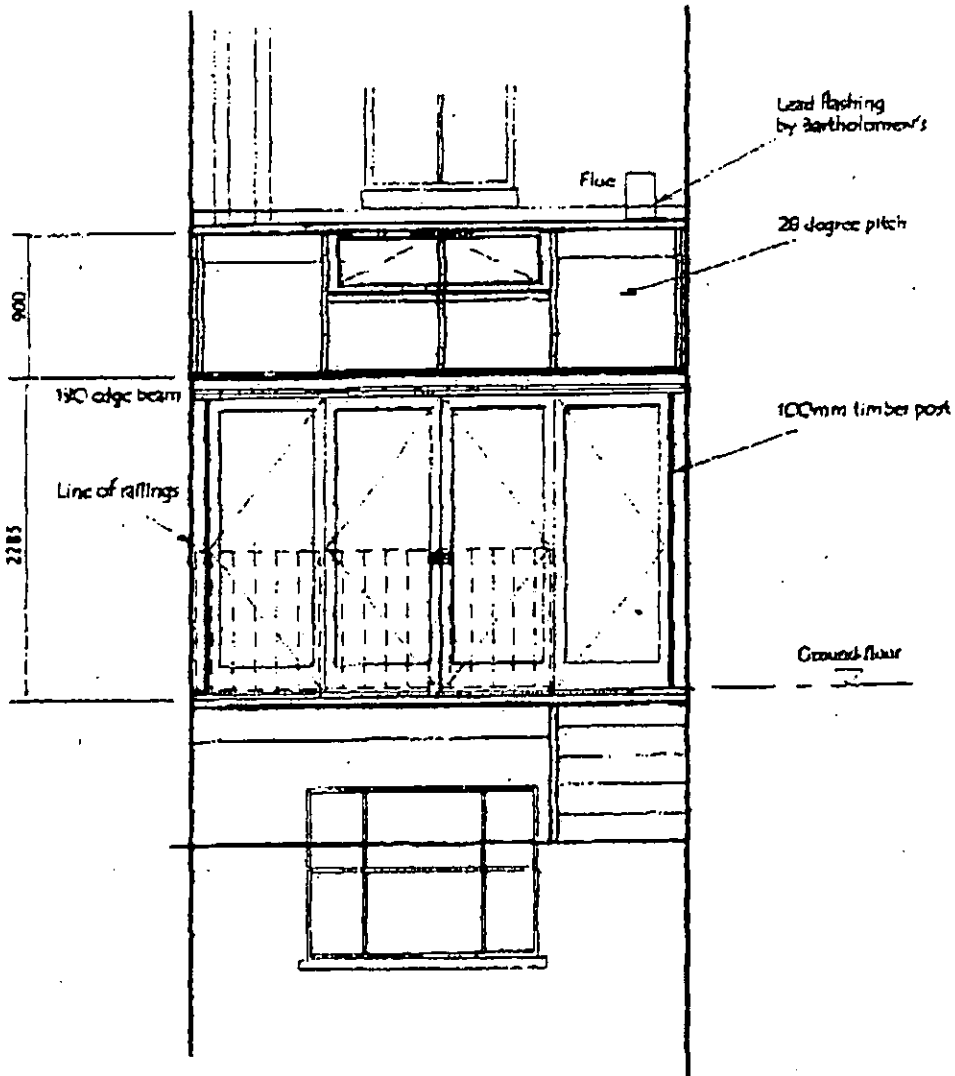 Lead flashing
by Bartholomew's
Flue
28 degree pitch
900
edge beam
100mm timber post
Line of railings
2285
Ground floor